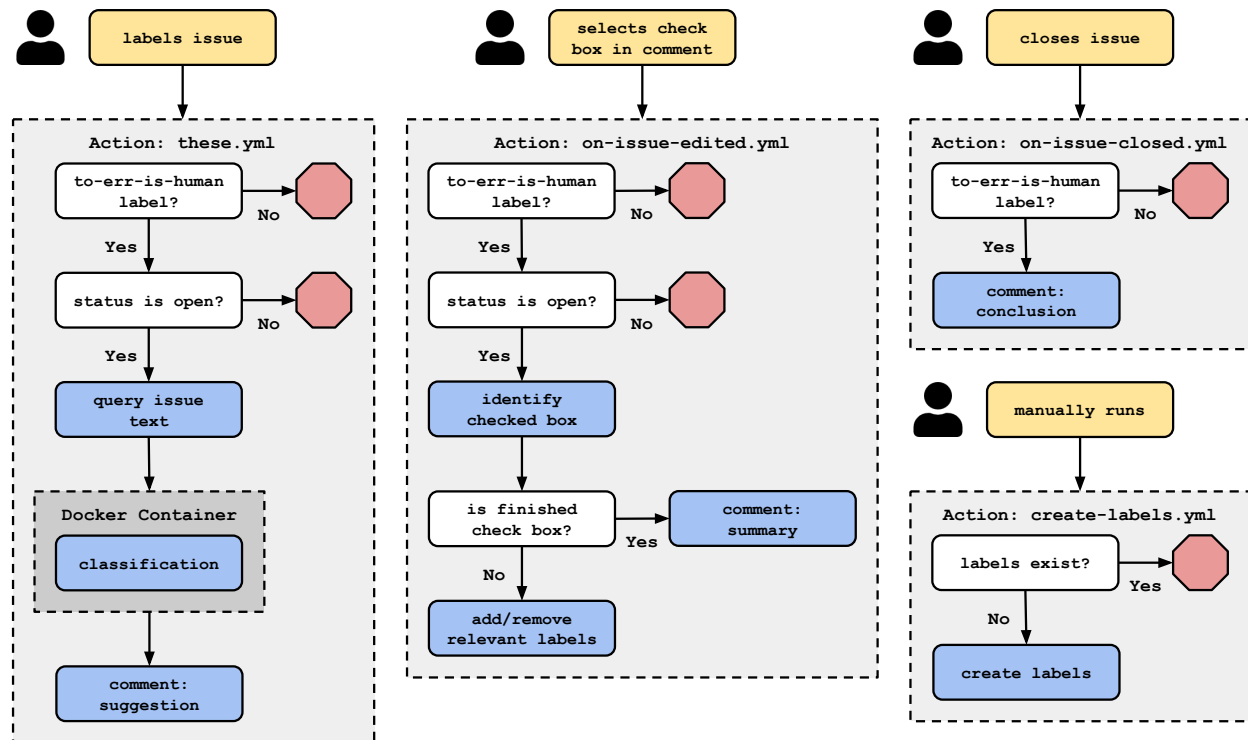 labels issue
Action: these.yml
to-err-is-human
label?
No
Yes
status is open?
No
Yes
query issue
text
Docker Container
classification
comment:
suggestion
selects check
box in comment
Action: on-issue-edited.yml
to-err-is-human
label?
No
Yes
status is open?
No
Yes
identify
checked box
is finished
check box?
Yes
comment:
summary
No
add/remove
relevant labels
closes issue
Action: on-issue-closed.yml
to-err-is-human
label?
No
Yes
comment:
conclusion
manually runs
Action: create-labels.yml
labels exist?
Yes
No
create labels